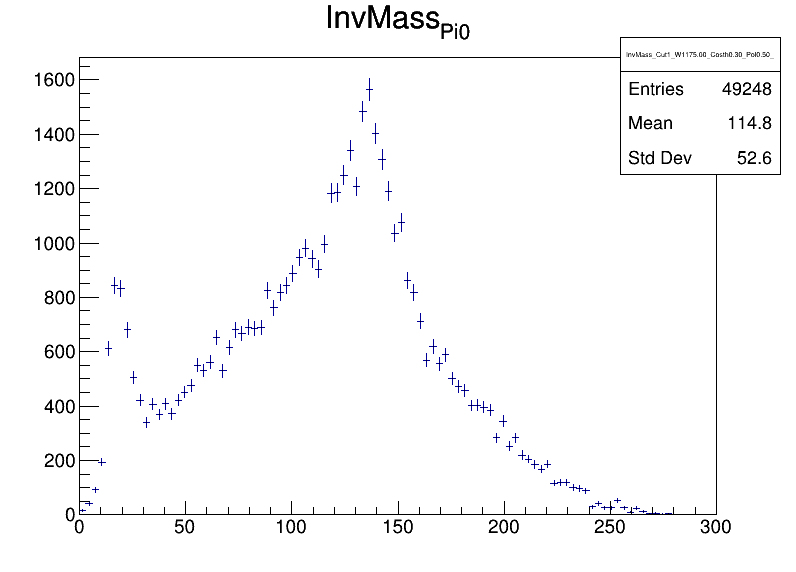 InvMass_Pi0
InvMass_Cut1_W1175.00_Costh0.30_Pol0.50_
Entries 49248
Mean 114.8
Std Dev 52.6
1600
1400
1200
1000
800
600
400
200
0
0 50 100 150 200 250 300